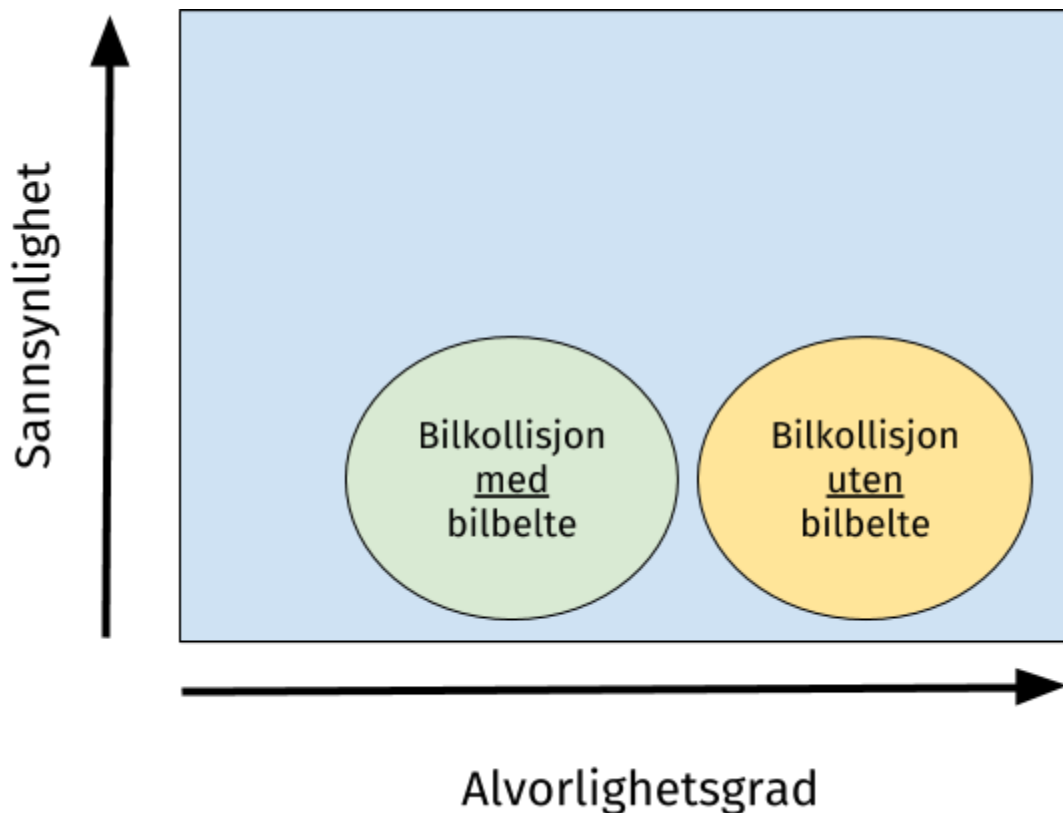 Sannsynlighet
Bilkollisjon
med
bilbelte
Bilkollisjon
uten
bilbelte
Alvorlighetsgrad